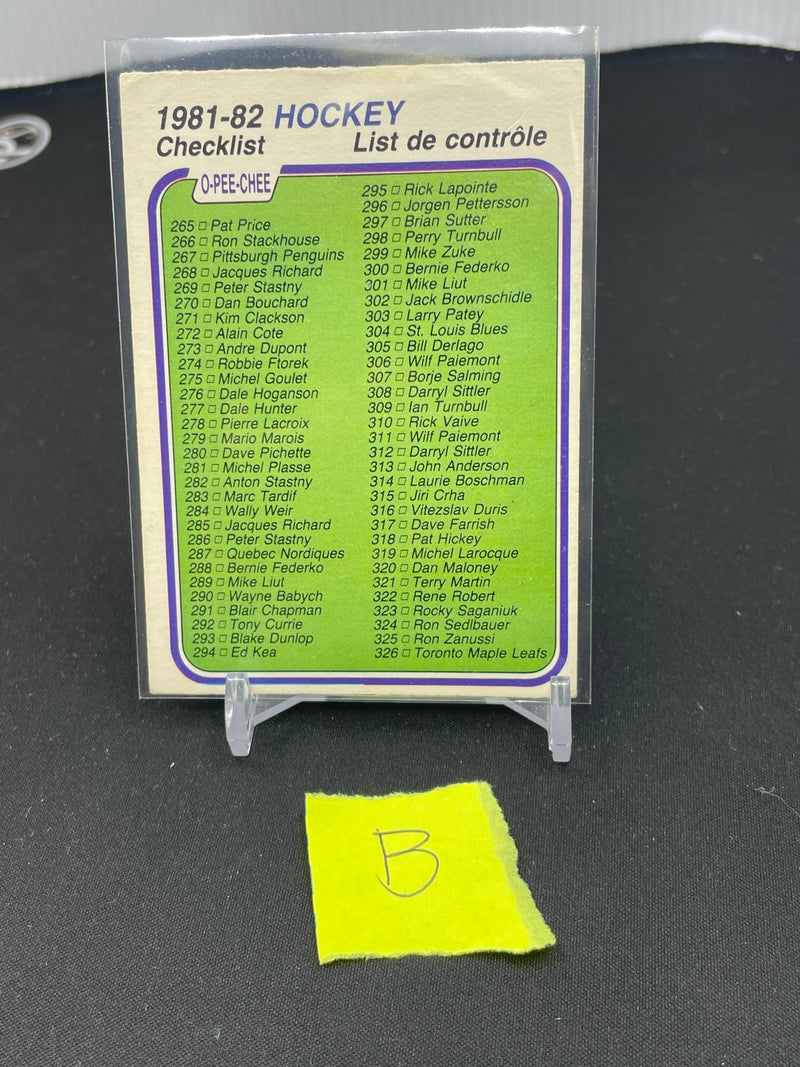 1981-82 HOCKEY
Checklist List de contrôle
O-PEE-CHEE
265 □ Pat Price
266 □ Ron Stackhouse
267 □ Pittsburgh Penguins
268 □ Jacques Richard
269 □ Peter Stastny
270 □ Dan Bouchard
271 □ Kim Clackson
272 □ Alain Cote
273 □ Andre Dupont
274 □ Robbie Ftorek
275 □ Michel Goulet
276 □ Dale Hoganson
277 □ Dale Hunter
278 □ Pierre Lacroix
279 □ Mario Marois
280 □ Dave Pichette
281 □ Michel Plasse
282 □ Anton Stastny
283 □ Marc Tardif
284 □ Wally Weir
285 □ Jacques Richard
286 □ Peter Stastny
287 □ Quebec Nordiques
288 □ Bernie Federko
289 □ Mike Liut
290 □ Wayne Babych
291 □ Blair Chapman
292 □ Tony Currie
293 □ Blake Dunlop
294 □ Ed Kea
295 □ Rick Lapointe
296 □ Jorgen Pettersson
297 □ Brian Sutter
298 □ Perry Turnbull
299 □ Mike Zuke
300 □ Bernie Federko
301 □ Mike Liut
302 □ Jack Brownschidle
303 □ Larry Patey
304 □ St. Louis Blues
305 □ Bill Derlago
306 □ Wilf Paiemont
307 □ Borje Salming
308 □ Darryl Sittler
309 □ Ian Turnbull
310 □ Rick Vaive
311 □ Wilf Paiemont
312 □ Darryl Sittler
313 □ John Anderson
314 □ Laurie Boschman
315 □ Jiri Crha
316 □ Vitezslav Duris
317 □ Dave Farrish
318 □ Pat Hickey
319 □ Michel Larocque
320 □ Dan Maloney
321 □ Terry Martin
322 □ Rene Robert
323 □ Rocky Saganiuk
324 □ Ron Sedlbauer
325 □ Ron Zanussi
326 □ Toronto Maple Leafs
B